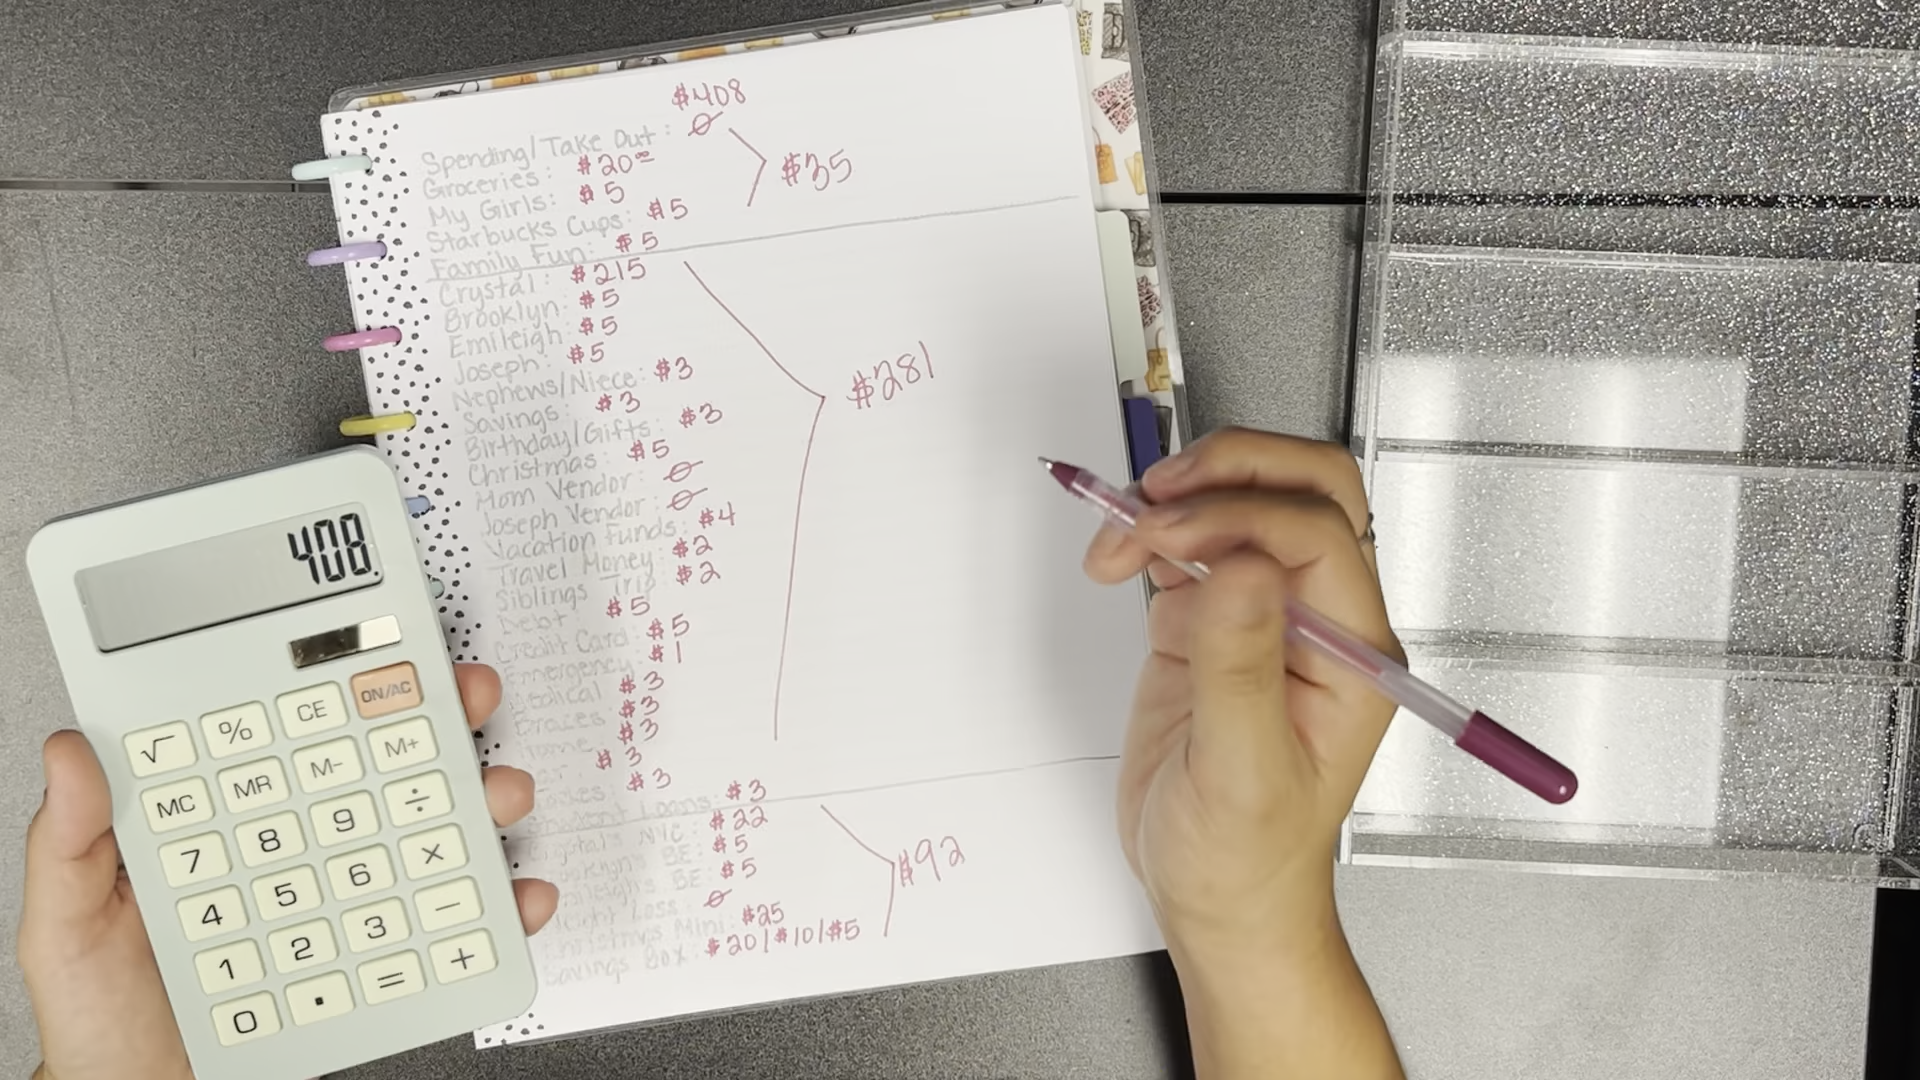 $408
Spending/Take Out: 0
Groceries: $20.00
My Girls: $5
Starbucks Cups: $5
Family Fun: $5
$35
Crystal: $215
Brooklyn: $5
Emileigh: $5
Joseph: $5
Nephews/Niece: $3
Savings: $3
Birthday/Gifts: $3
Christmas: $5
Mom Vendor: 0
Joseph Vendor: 0
Vacation Funds: $4
Travel Money: $2
Siblings Trip $2
Debt $5
Credit Card: $5
Emergency $1
Medical $3
Braces $3
Home $3
$3
$3
$281
Student Loans: $3
Crystal's NYC: $22
BE: $5
Emileigh's BE: $5
Weight Loss: 0
Christmas Mini: $25
Savings Box: $20/$10/$5
$92
408.
√ % CE ON/AC
MC MR M- M+
7 8 9 ÷
4 5 6 ×
1 2 3 −
0 . = +